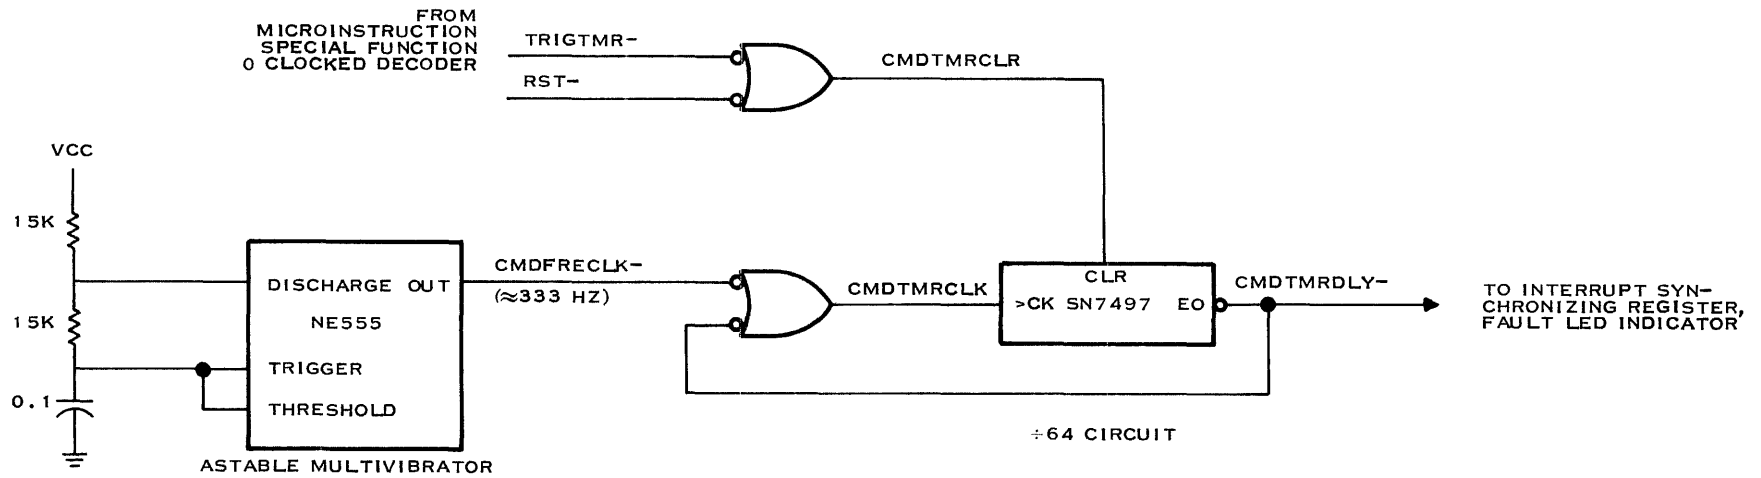 FROM
MICROINSTRUCTION
SPECIAL FUNCTION
0 CLOCKED DECODER
TRIGTMR-
RST-
CMDTMRCLR
VCC
15K
15K
0.1
DISCHARGE OUT
NE555
TRIGGER
THRESHOLD
ASTABLE MULTIVIBRATOR
CMDFRECLK-
(≈333 HZ)
CMDTMRCLK
CLR
>CK SN7497 EO
CMDTMRDLY-
TO INTERRUPT SYN-
CHRONIZING REGISTER,
FAULT LED INDICATOR
÷64 CIRCUIT